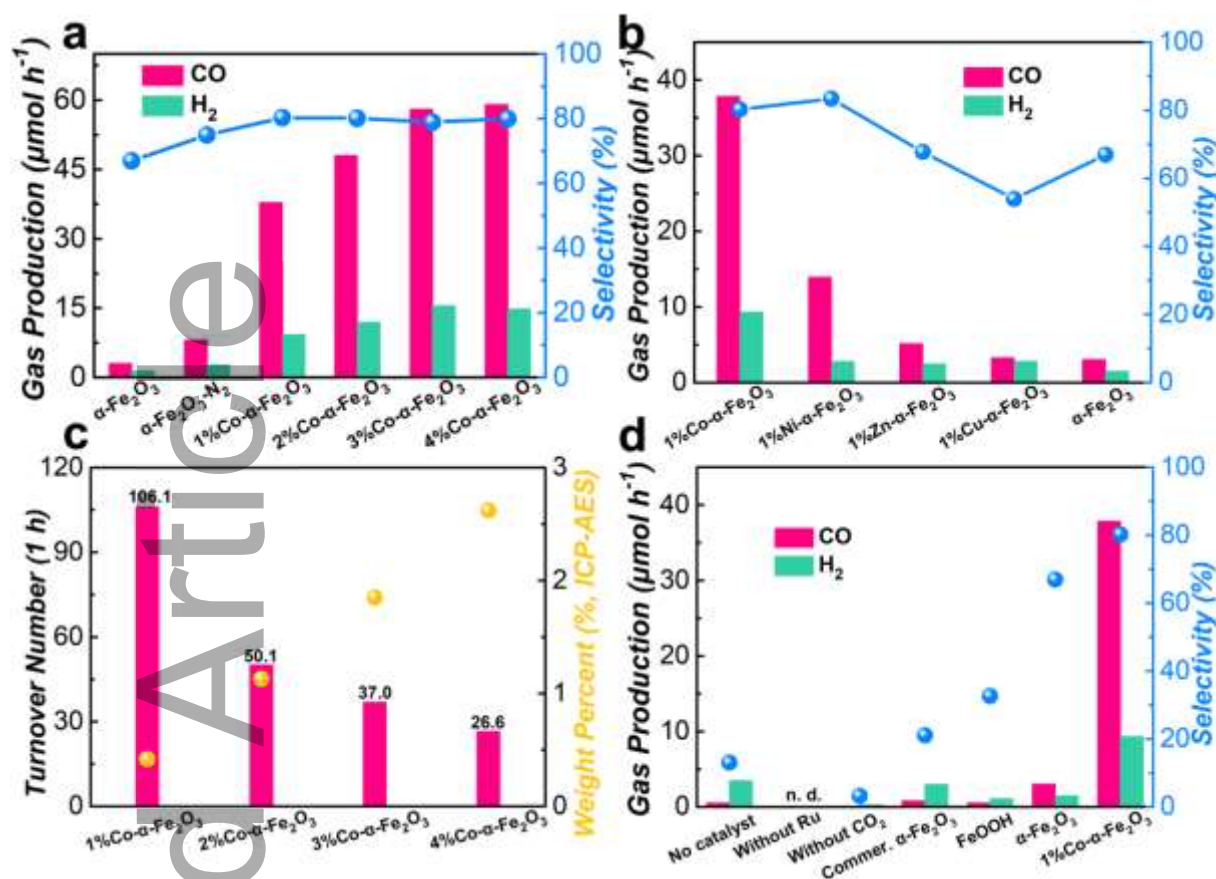 a
CO
H₂
Gas Production (μmol h⁻¹)
60
45
30
15
0
100
80
60
40
20
0
Selectivity (%)
α-Fe₂O₃
α-Fe₂O₃-N₂
1%Co-α-Fe₂O₃
2%Co-α-Fe₂O₃
3%Co-α-Fe₂O₃
4%Co-α-Fe₂O₃
b
CO
H₂
Gas Production (μmol h⁻¹)
40
30
20
10
0
100
80
60
40
20
0
Selectivity (%)
1%Co-α-Fe₂O₃
1%Ni-α-Fe₂O₃
1%Zn-α-Fe₂O₃
1%Cu-α-Fe₂O₃
α-Fe₂O₃
c
Turnover Number (1 h)
120
90
60
30
0
106.1
50.1
37.0
26.6
3
2
1
0
Weight Percent (%, ICP-AES)
1%Co-α-Fe₂O₃
2%Co-α-Fe₂O₃
3%Co-α-Fe₂O₃
4%Co-α-Fe₂O₃
d
CO
H₂
Gas Production (μmol h⁻¹)
40
30
20
10
0
n. d.
100
80
60
40
20
0
Selectivity (%)
No catalyst
Without Ru
Without CO₂
Commer. α-Fe₂O₃
FeOOH
α-Fe₂O₃
1%Co-α-Fe₂O₃
d Article